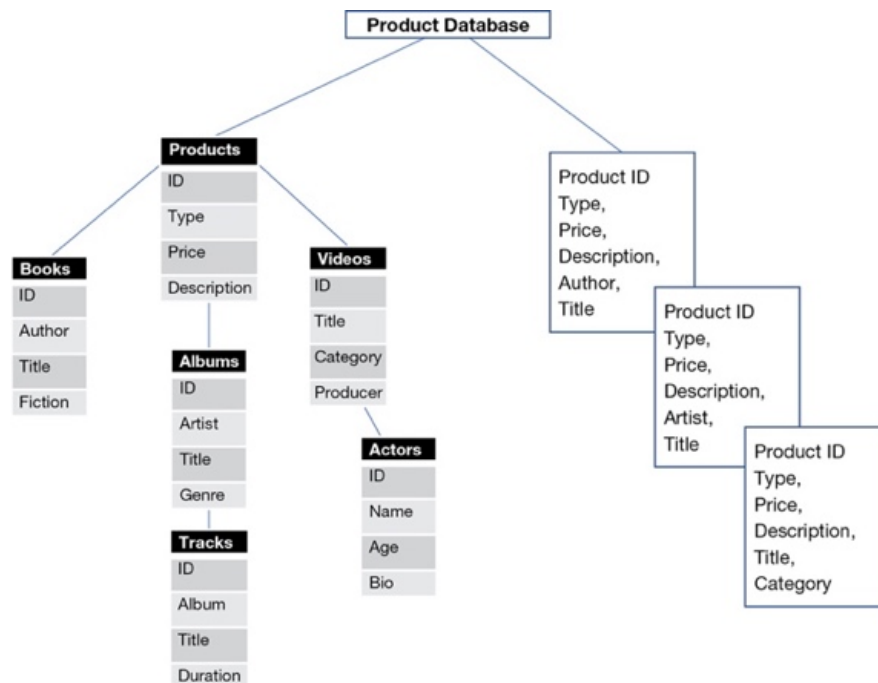 Product Database
Products
ID
Type
Price
Description
Books
ID
Author
Title
Fiction
Albums
ID
Artist
Title
Genre
Tracks
ID
Album
Title
Duration
Videos
ID
Title
Category
Producer
Actors
ID
Name
Age
Bio
Product ID
Type,
Price,
Description,
Author,
Title
Product ID
Type,
Price,
Description,
Artist,
Title
Product ID
Type,
Price,
Description,
Title,
Category